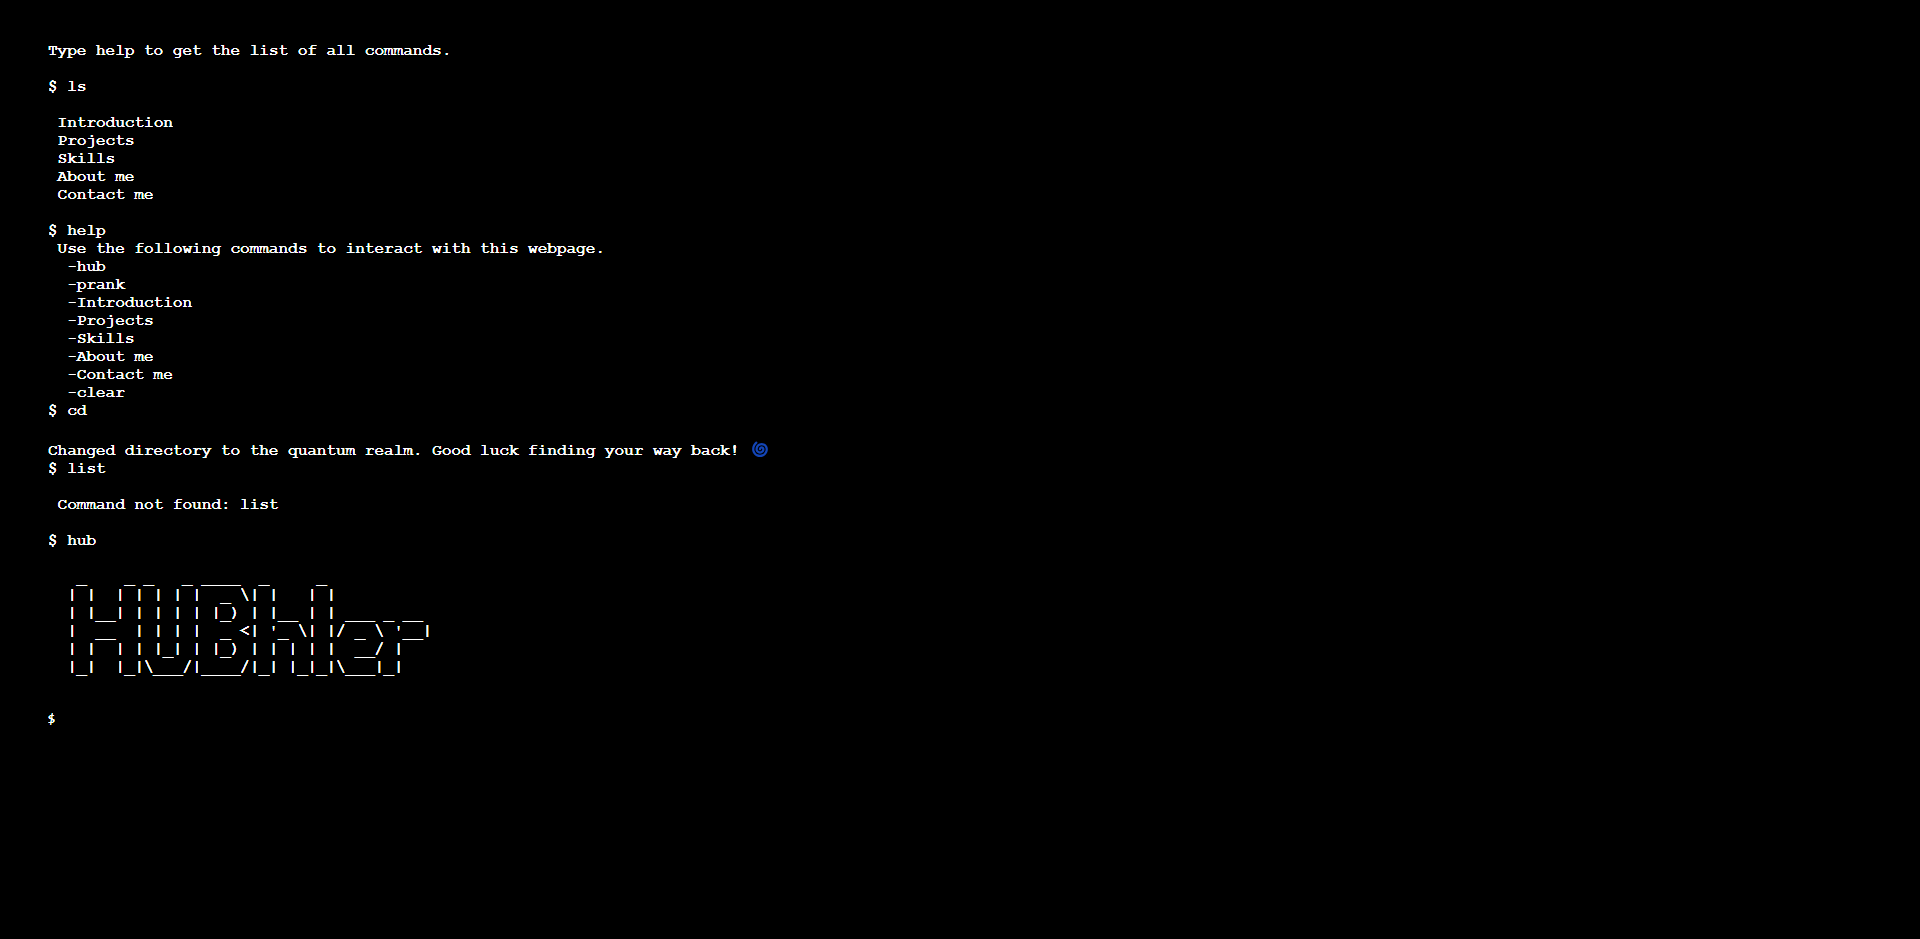 Type help to get the list of all commands.
$ ls
Introduction
Projects
Skills
About me
Contact me
$ help
Use the following commands to interact with this webpage.
-hub
-prank
-Introduction
-Projects
-Skills
-About me
-Contact me
-clear
$ cd
Changed directory to the quantum realm. Good luck finding your way back! 🌀
$ list
Command not found: list
$ hub
HUBhler
$